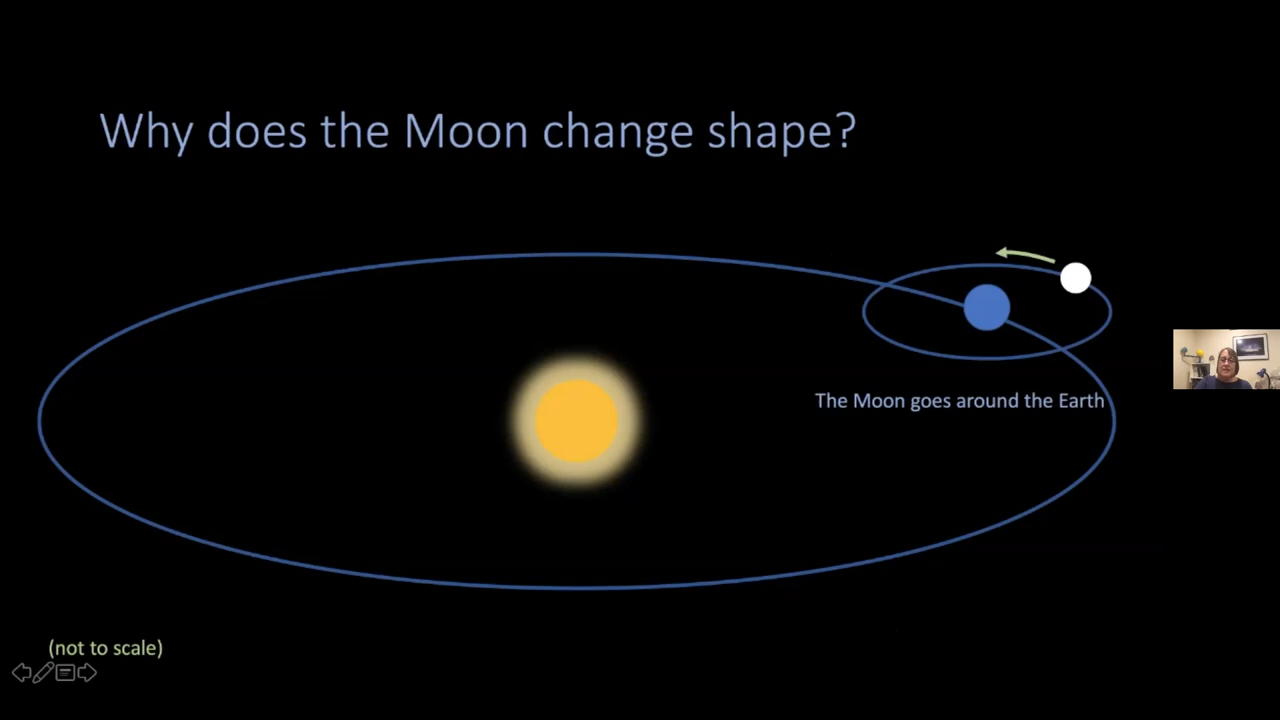 Why does the Moon change shape?
The Moon goes around the Earth
(not to scale)